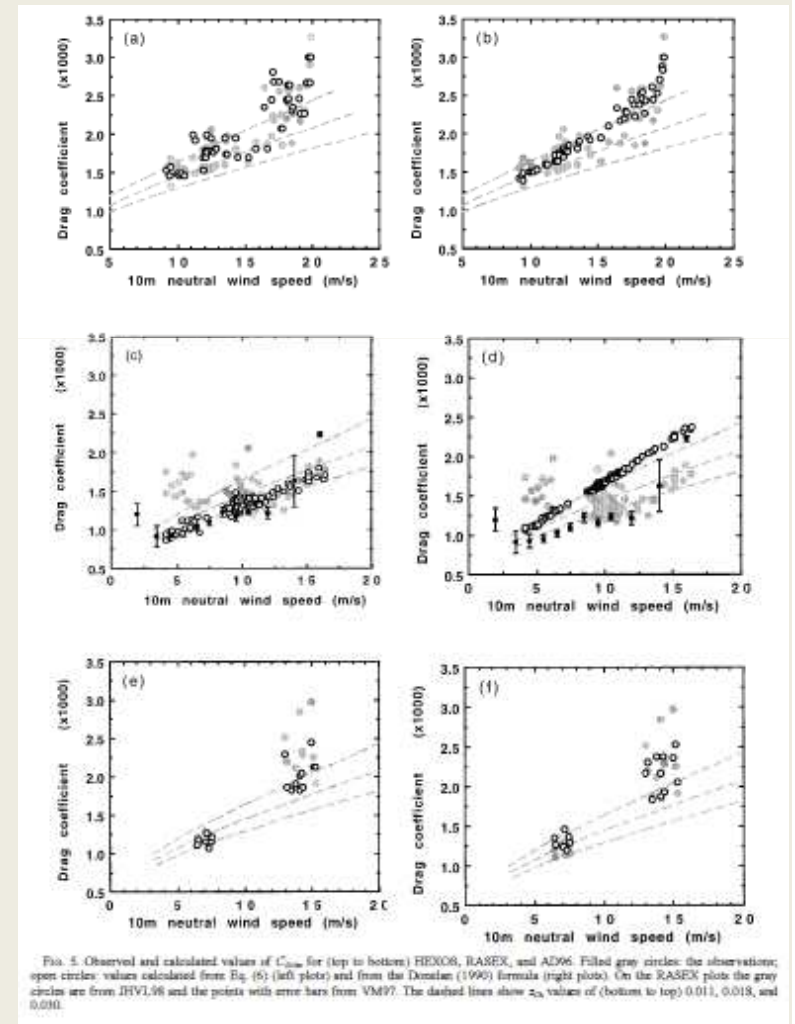 (a)
3.5
3.0
2.5
2.0
1.5
1.0
0.5
Drag coefficient (x1000)
5 10 15 20 25
10m neutral wind speed (m/s)
(b)
3.5
3.0
2.5
2.0
1.5
1.0
0.5
Drag coefficient (x1000)
5 10 15 20 25
10m neutral wind speed (m/s)
(c)
3.5
3.0
2.5
2.0
1.5
1.0
0.5
Drag coefficient (x1000)
0 5 10 15 20
10m neutral wind speed (m/s)
(d)
3.5
3.0
2.5
2.0
1.5
1.0
0.5
Drag coefficient (x1000)
0 5 10 15 20
10m neutral wind speed (m/s)
(e)
3.5
3.0
2.5
2.0
1.5
1.0
0.5
Drag coefficient (x1000)
0 5 10 15
10m neutral wind speed (m/s)
(f)
3.5
3.0
2.5
2.0
1.5
1.0
0.5
Drag coefficient (x1000)
0 5 10 15 20
10m neutral wind speed (m/s)
FIG. 5. Observed and calculated values of for (top to bottom) HEXOS, RASEX, and AD96. Filled gray circles: the observations;
open circles: values calculated from Eq. (6) (left plots) and from the Donelan (1990) formula (right plots). On the RASEX plots the gray
circles are from JHVL98 and the points with error bars from VM97. The dashed lines show values of (bottom to top) 0.011, 0.018, and
0.030.